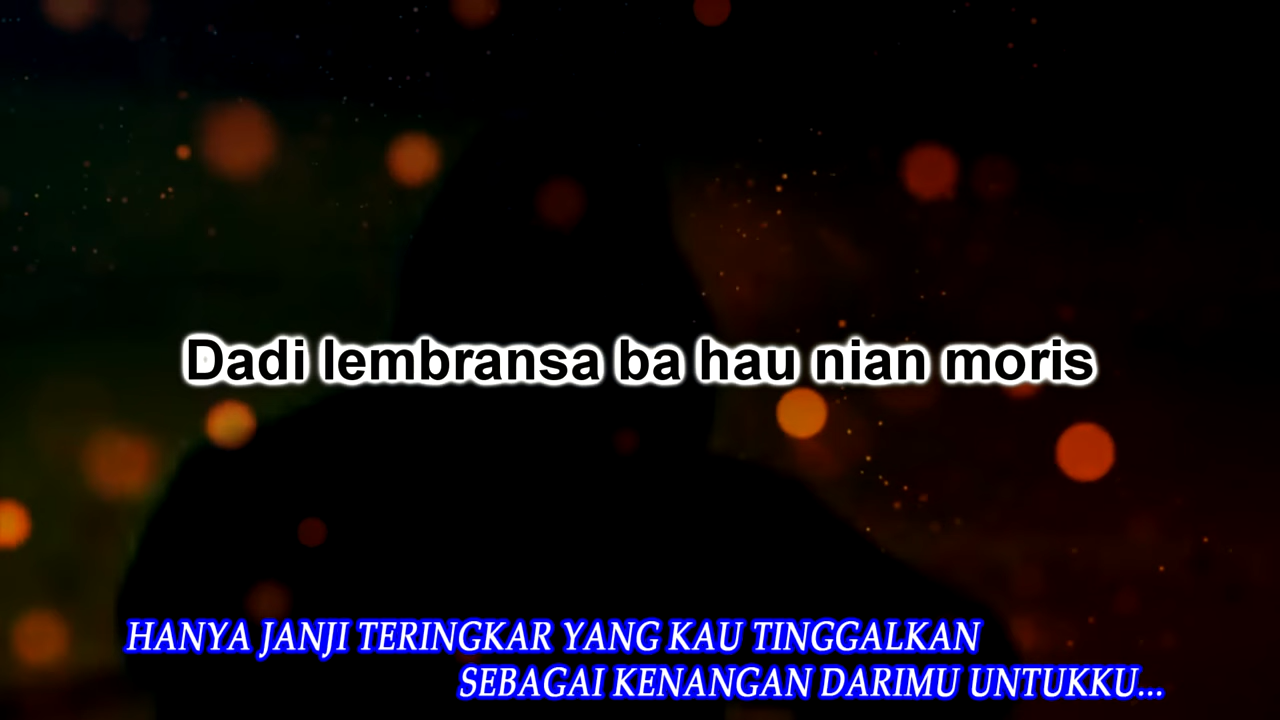 Dadi lembransa ba hau nian moris
HANYA JANJI TERINGKAR YANG KAU TINGGALKAN
SEBAGAI KENANGAN DARIMU UNTUKKU...